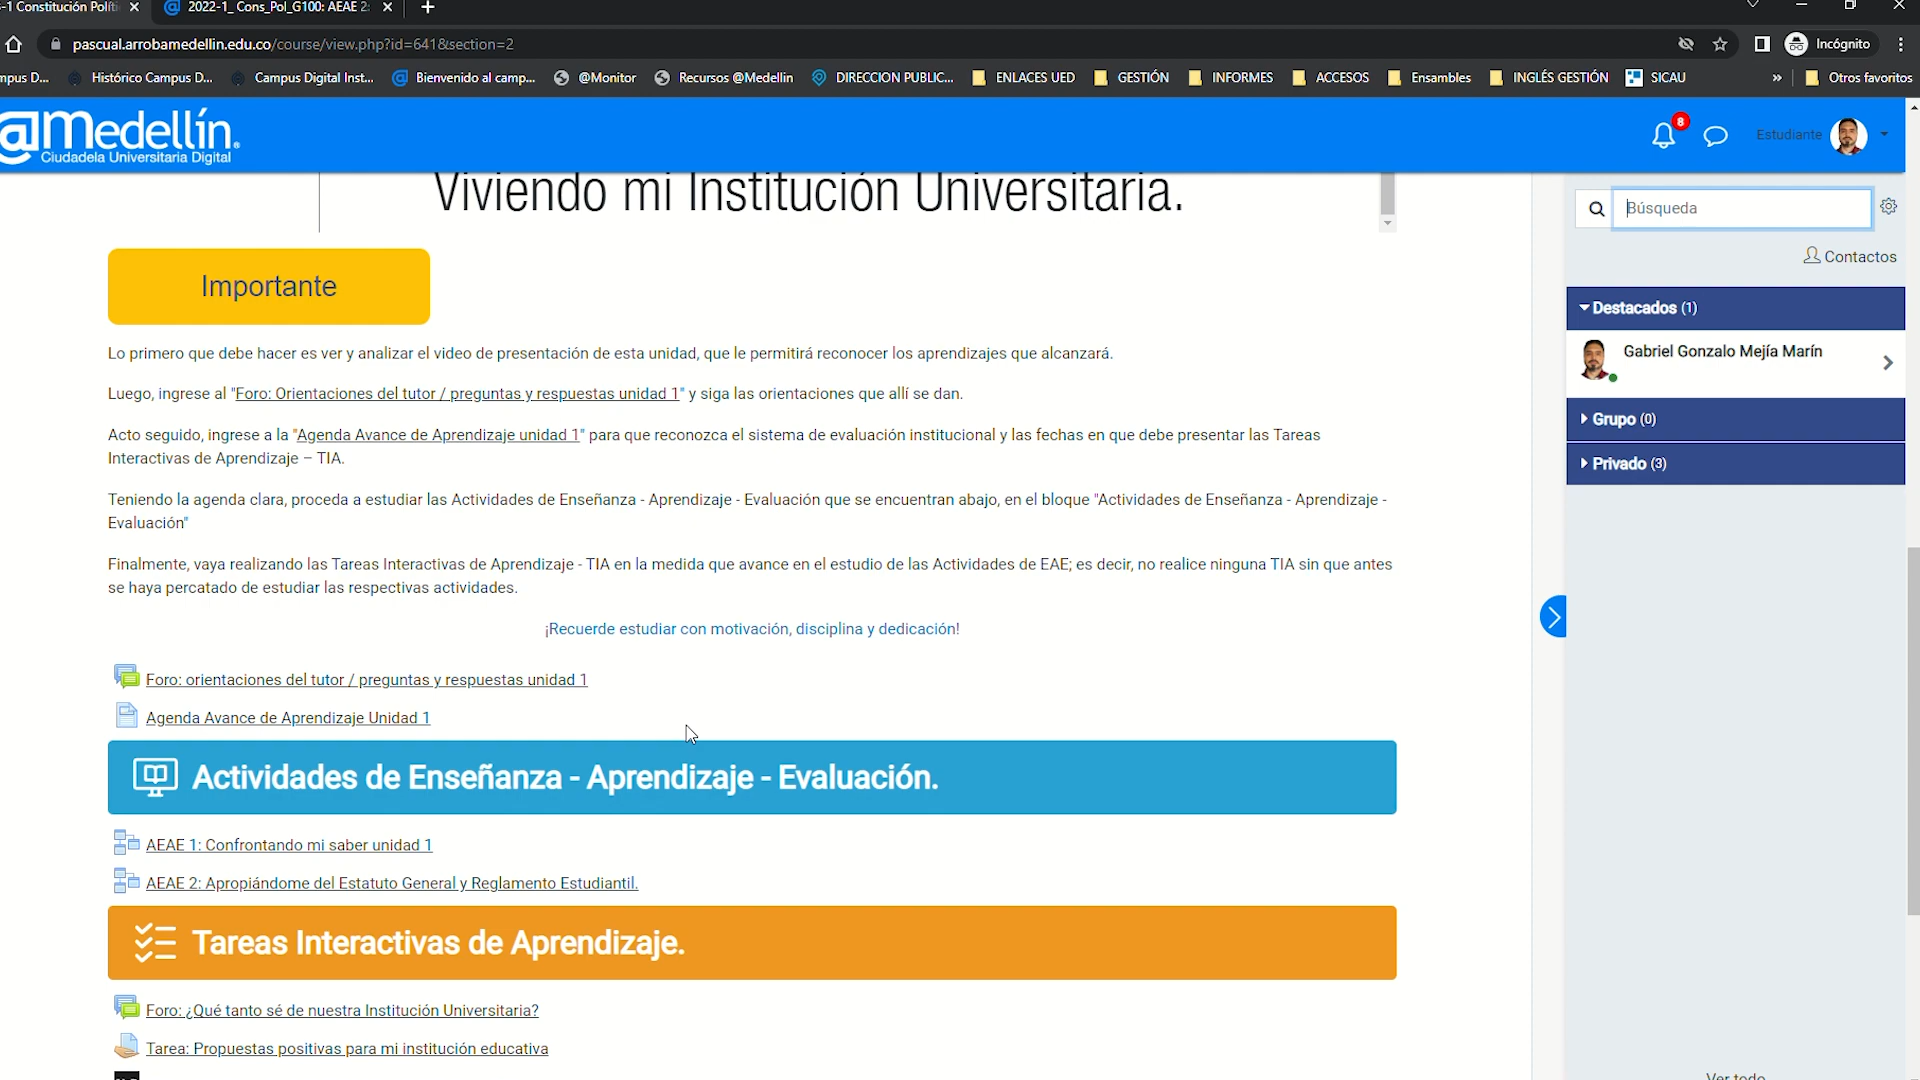 -1 Constitución Polít
2022-1_ Cons_Pol_G100: AEAE 2:
pascual.arrobamedellin.edu.co/course/view.php?id=641&section=2
Incógnito
mpus D...
Histórico Campus D...
Campus Digital Inst...
Bienvenido al camp...
@Monitor
Recursos @Medellin
DIRECCION PUBLIC...
ENLACES UED
GESTIÓN
INFORMES
ACCESOS
Ensambles
INGLÉS GESTIÓN
SICAU
»
Otros favoritos
@Medellín
Ciudadela Universitaria Digital
8
Estudiante
Viviendo mi Institución Universitaria.
Importante
Lo primero que debe hacer es ver y analizar el video de presentación de esta unidad, que le permitirá reconocer los aprendizajes que alcanzará.
Luego, ingrese al "Foro: Orientaciones del tutor / preguntas y respuestas unidad 1" y siga las orientaciones que allí se dan.
Acto seguido, ingrese a la "Agenda Avance de Aprendizaje unidad 1" para que reconozca el sistema de evaluación institucional y las fechas en que debe presentar las Tareas
Interactivas de Aprendizaje – TIA.
Teniendo la agenda clara, proceda a estudiar las Actividades de Enseñanza - Aprendizaje - Evaluación que se encuentran abajo, en el bloque "Actividades de Enseñanza - Aprendizaje -
Evaluación"
Finalmente, vaya realizando las Tareas Interactivas de Aprendizaje - TIA en la medida que avance en el estudio de las Actividades de EAE; es decir, no realice ninguna TIA sin que antes
se haya percatado de estudiar las respectivas actividades.
¡Recuerde estudiar con motivación, disciplina y dedicación!
Foro: orientaciones del tutor / preguntas y respuestas unidad 1
Agenda Avance de Aprendizaje Unidad 1
Actividades de Enseñanza - Aprendizaje - Evaluación.
AEAE 1: Confrontando mi saber unidad 1
AEAE 2: Apropiándome del Estatuto General y Reglamento Estudiantil.
Tareas Interactivas de Aprendizaje.
Foro: ¿Qué tanto sé de nuestra Institución Universitaria?
Tarea: Propuestas positivas para mi institución educativa
Búsqueda
Contactos
Destacados (1)
Gabriel Gonzalo Mejía Marín
Grupo (0)
Privado (3)
Ver todo